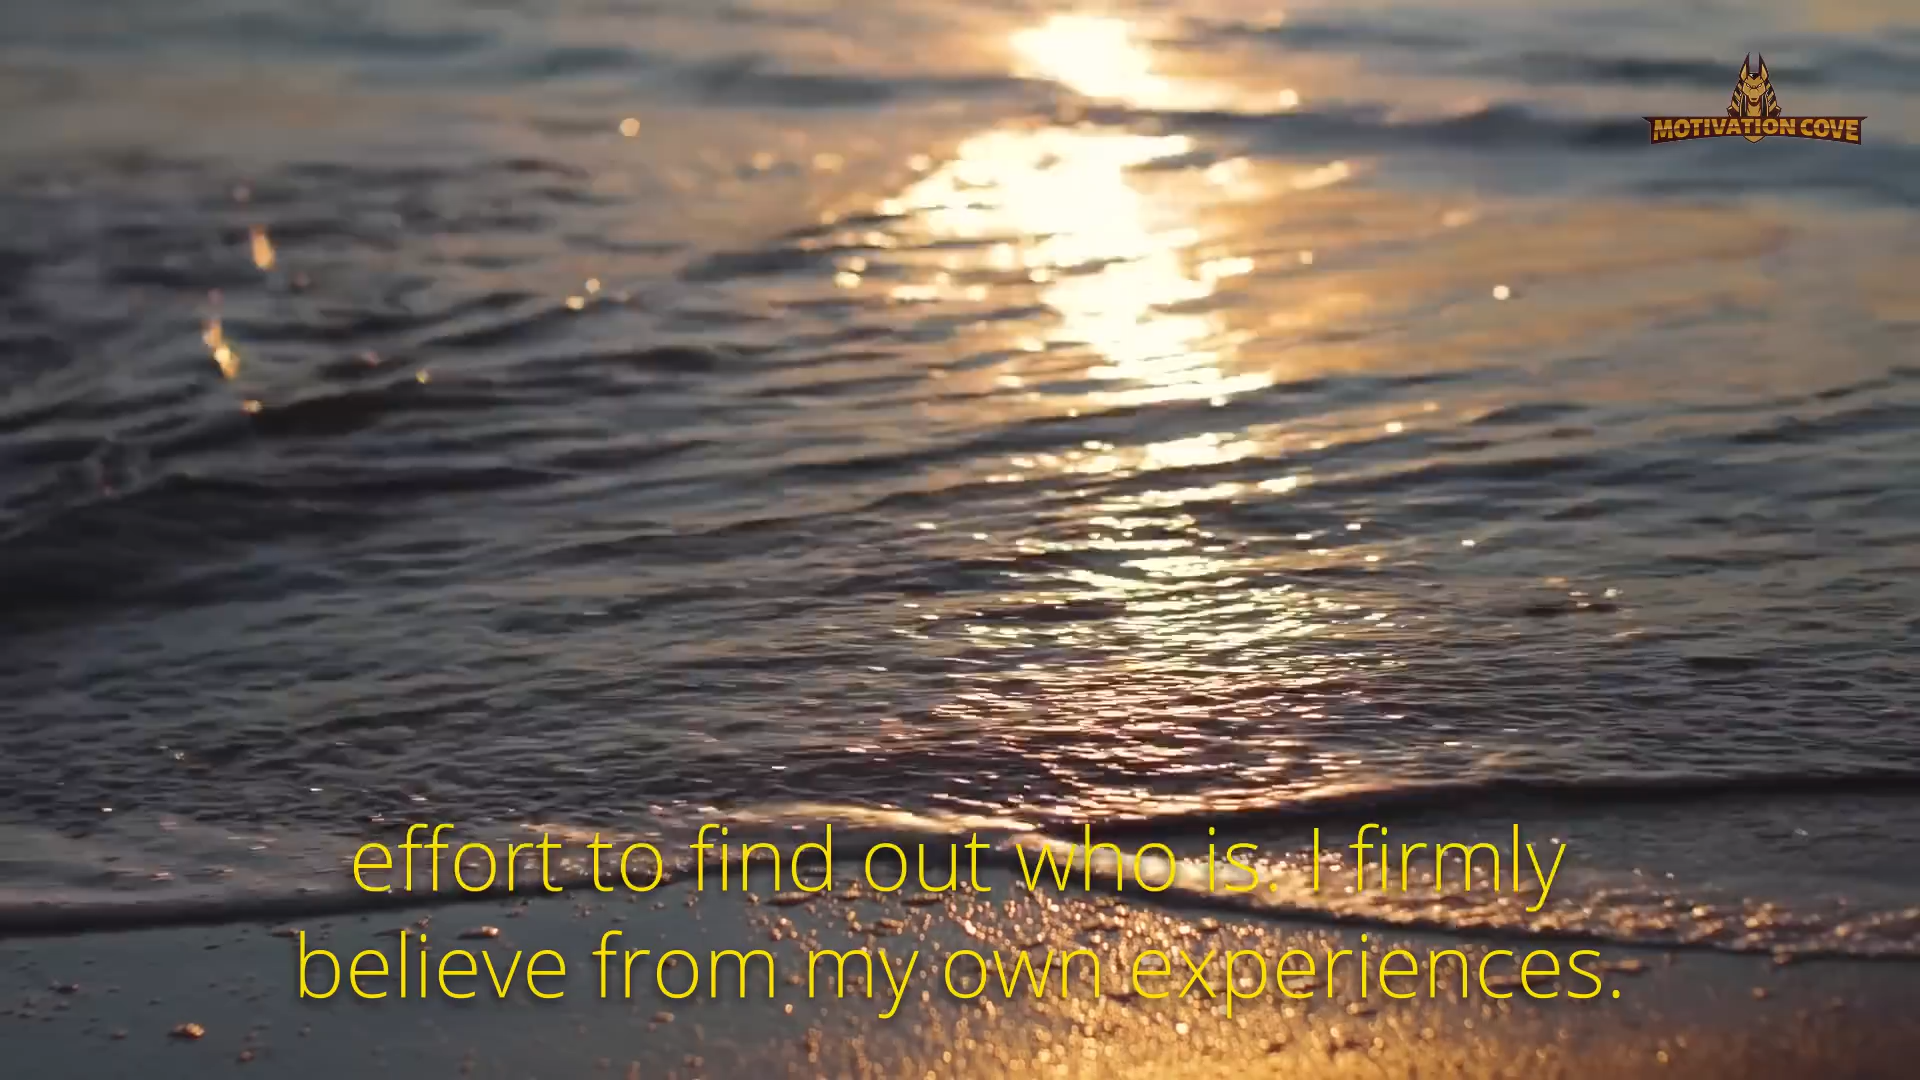 MOTIVATION COVE
effort to find out who is. I firmly
believe from my own experiences.